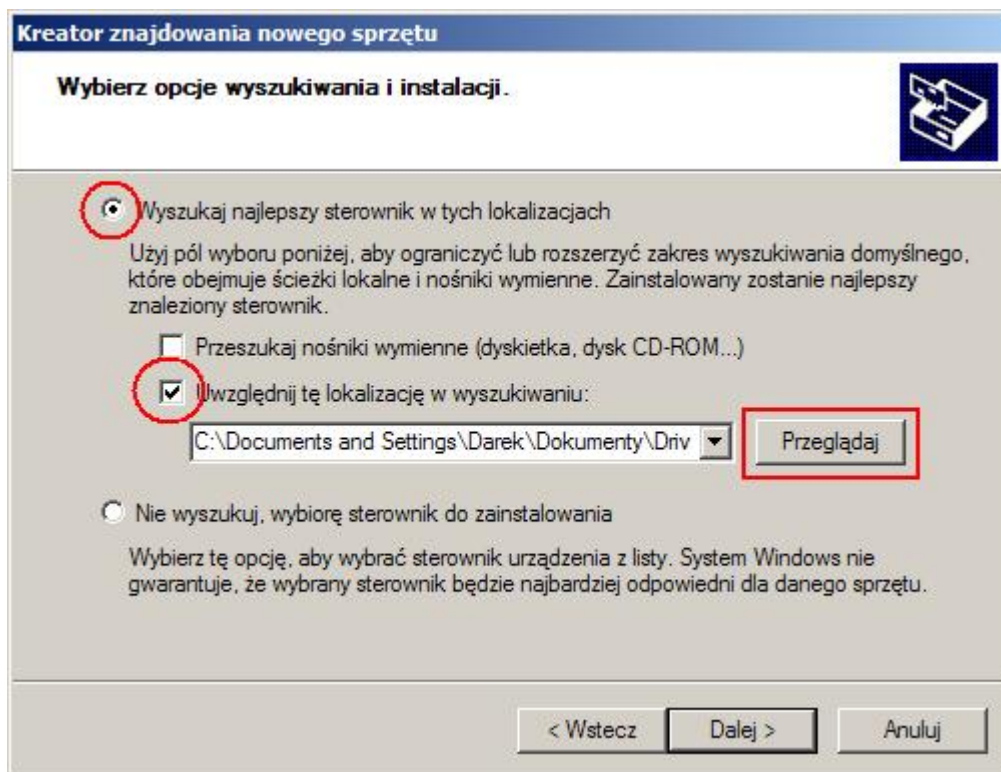 Kreator znajdowania nowego sprzętu
Wybierz opcje wyszukiwania i instalacji.
Wyszukaj najlepszy sterownik w tych lokalizacjach
Użyj pól wyboru poniżej, aby ograniczyć lub rozszerzyć zakres wyszukiwania domyślnego,
które obejmuje ścieżki lokalne i nośniki wymienne. Zainstalowany zostanie najlepszy
znaleziony sterownik.
Przeszukaj nośniki wymienne (dyskietka, dysk CD-ROM...)
Uwzględnij tę lokalizację w wyszukiwaniu:
C:\Documents and Settings\Darek\Dokumenty\Driv
Przeglądaj
Nie wyszukuj, wybiorę sterownik do zainstalowania
Wybierz tę opcję, aby wybrać sterownik urządzenia z listy. System Windows nie
gwarantuje, że wybrany sterownik będzie najbardziej odpowiedni dla danego sprzętu.
< Wstecz
Dalej >
Anuluj